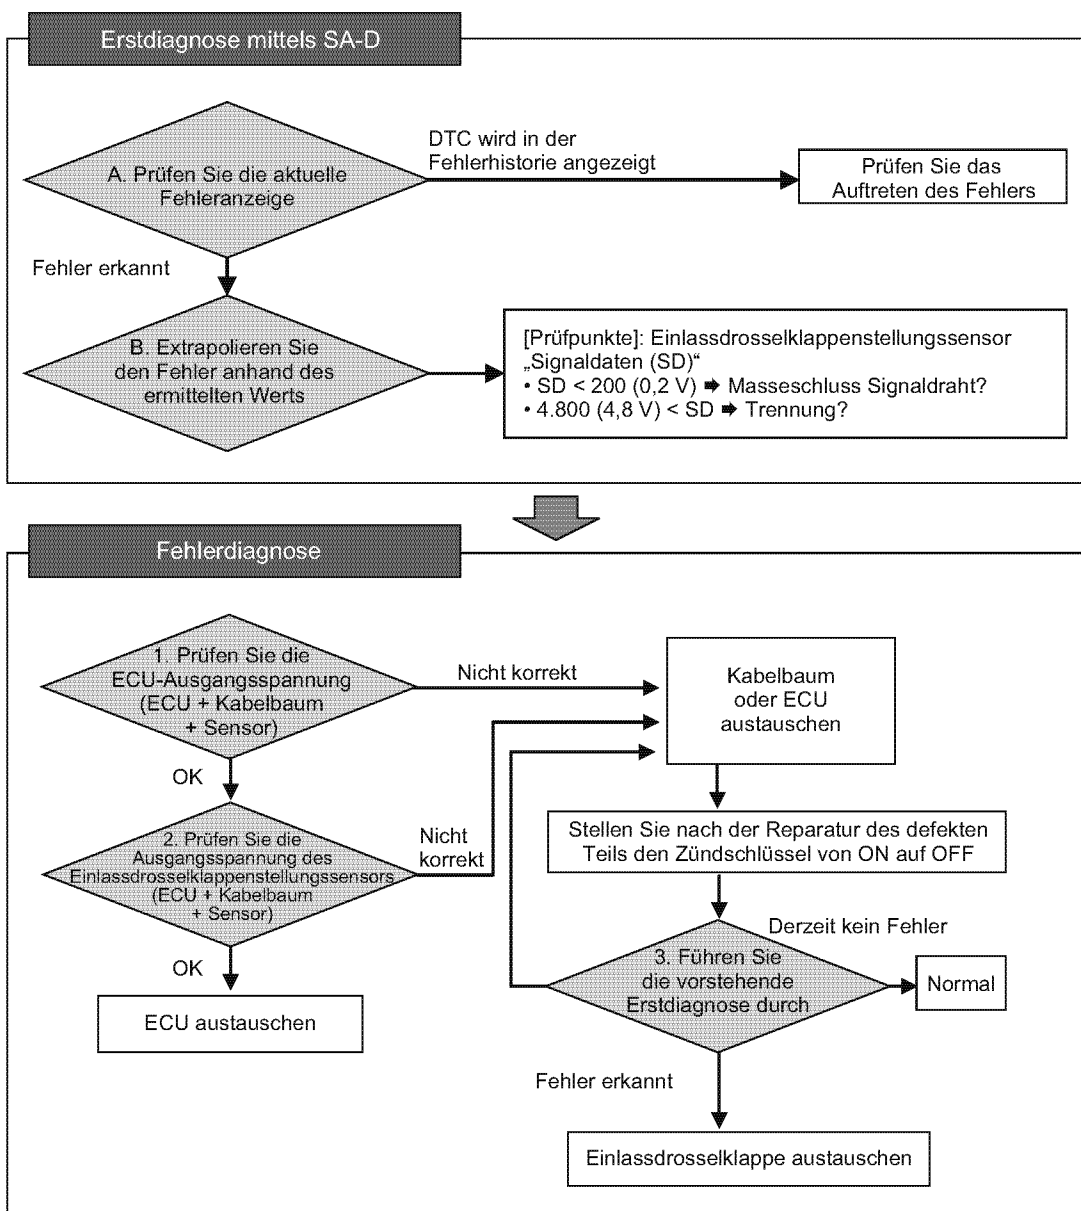 Erstdiagnose mittels SA-D
A. Prüfen Sie die aktuelle
Fehleranzeige
DTC wird in der
Fehlerhistorie angezeigt
Prüfen Sie das
Auftreten des Fehlers
Fehler erkannt
B. Extrapolieren Sie
den Fehler anhand des
ermittelten Werts
[Prüfpunkte]: Einlassdrosselklappenstellungssensor
„Signaldaten (SD)“
• SD < 200 (0,2 V) ➡ Masseschluss Signaldraht?
• 4.800 (4,8 V) < SD ➡ Trennung?
Fehlerdiagnose
1. Prüfen Sie die
ECU-Ausgangsspannung
(ECU + Kabelbaum
+ Sensor)
Nicht korrekt
Kabelbaum
oder ECU
austauschen
OK
2. Prüfen Sie die
Ausgangsspannung des
Einlassdrosselklappenstellungssensors
(ECU + Kabelbaum
+ Sensor)
Nicht
korrekt
Stellen Sie nach der Reparatur des defekten
Teils den Zündschlüssel von ON auf OFF
Derzeit kein Fehler
3. Führen Sie
die vorstehende
Erstdiagnose durch
Normal
OK
ECU austauschen
Fehler erkannt
Einlassdrosselklappe austauschen